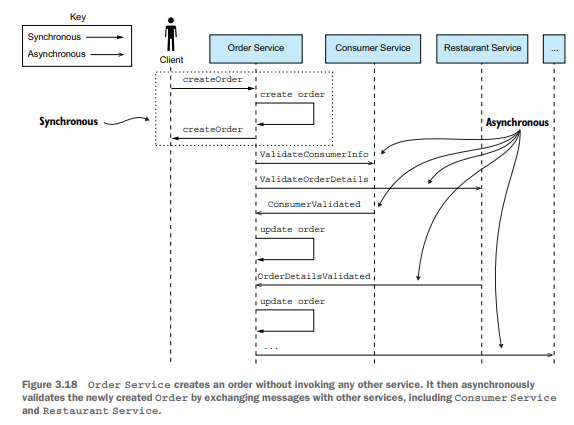 Key
Synchronous
Asynchronous
Client
Order Service
Consumer Service
Restaurant Service
...
createOrder
create order
Synchronous
createOrder
Asynchronous
ValidateConsumerInfo
ValidateOrderDetails
ConsumerValidated
update order
OrderDetailsValidated
update order
...
Figure 3.18 Order Service creates an order without invoking any other service. It then asynchronously
validates the newly created Order by exchanging messages with other services, including Consumer Service
and Restaurant Service.